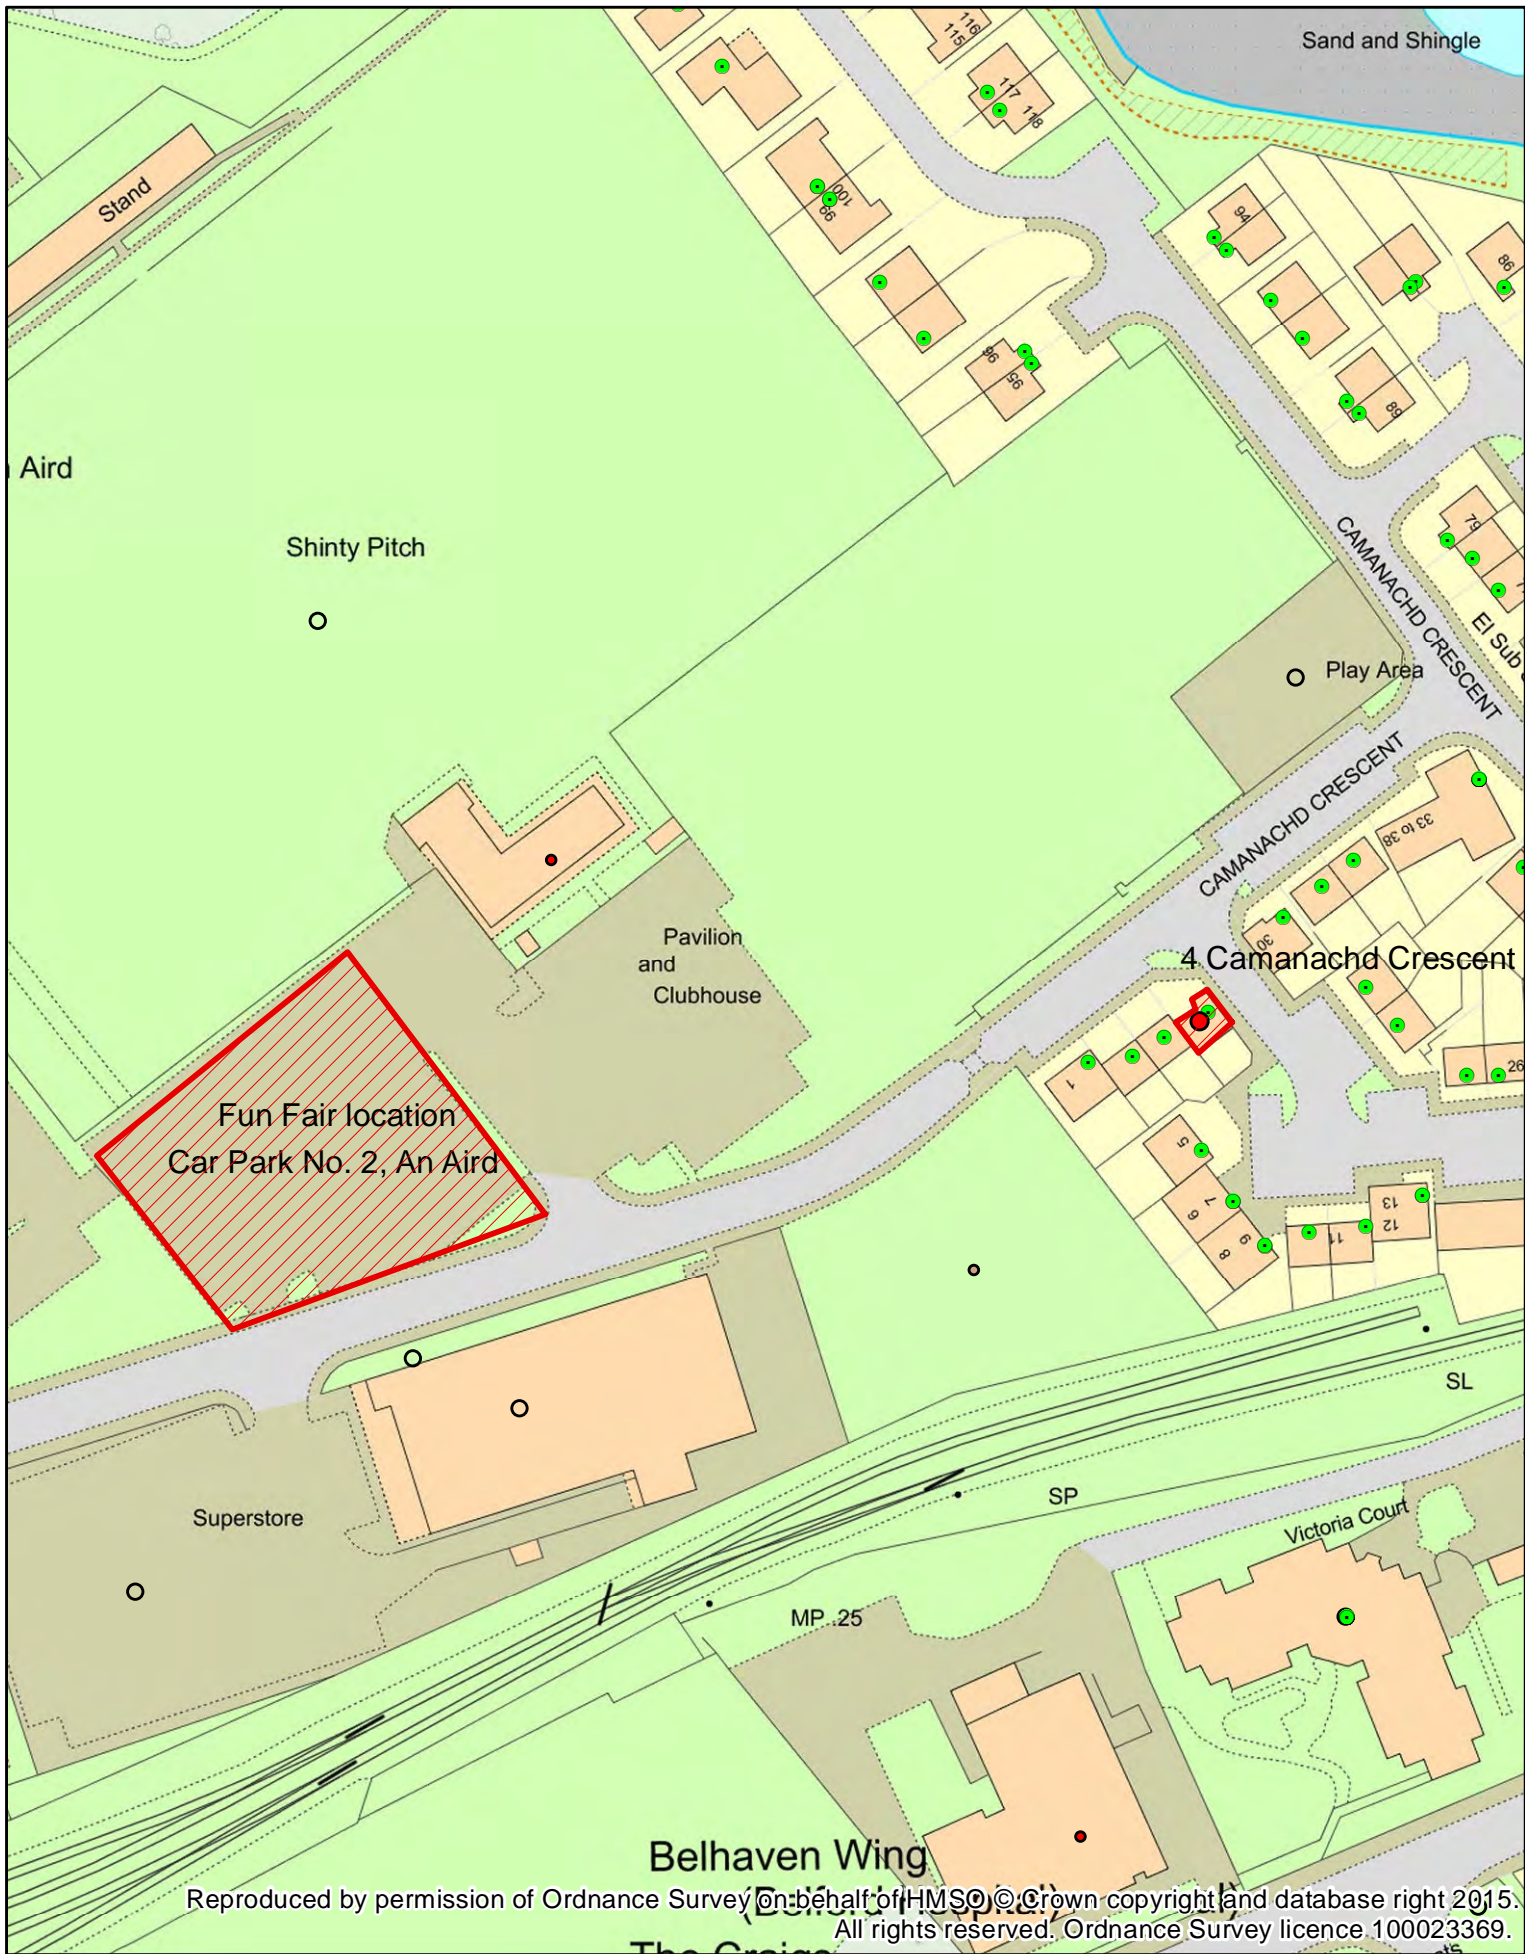 Sand and Shingle
116
115
117
118
Stand
100
99
94
86
96
95
89
Aird
79
Shinty Pitch
CAMANACHD CRESCENT
El Sub
Play Area
CAMANACHD CRESCENT
33 to 38
Pavilion
and
Clubhouse
30
4 Camanachd Crescent
1
26
Fun Fair location
Car Park No. 2, An Aird
5
7
6
9
8
13
12
11
SL
SP
Superstore
Victoria Court
MP .25
Belhaven Wing
(Belford Hospital)
Reproduced by permission of Ordnance Survey on behalf of HMSO © Crown copyright and database right 2015.
All rights reserved. Ordnance Survey licence 100023369.
The Craigs